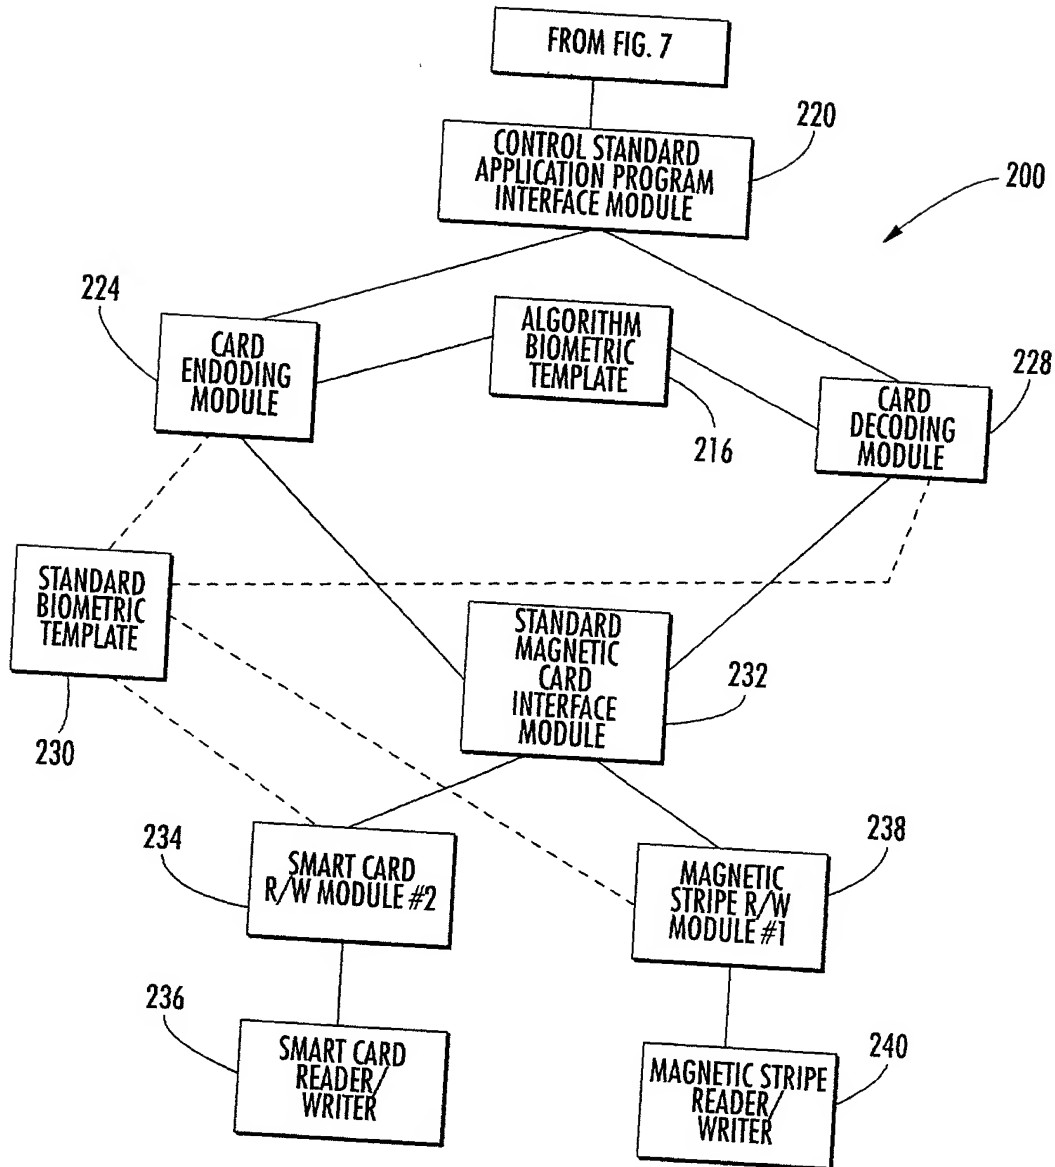 FROM FIG. 7
220
CONTROL STANDARD
APPLICATION PROGRAM
INTERFACE MODULE
200
224
CARD
ENDODING
MODULE
ALGORITHM
BIOMETRIC
TEMPLATE
216
228
CARD
DECODING
MODULE
STANDARD
BIOMETRIC
TEMPLATE
230
STANDARD
MAGNETIC
CARD
INTERFACE
MODULE
232
234
SMART CARD
R/W MODULE #2
238
MAGNETIC
STRIPE R/W
MODULE #1
236
SMART CARD
READER/
WRITER
240
MAGNETIC STRIPE
READER/
WRITER